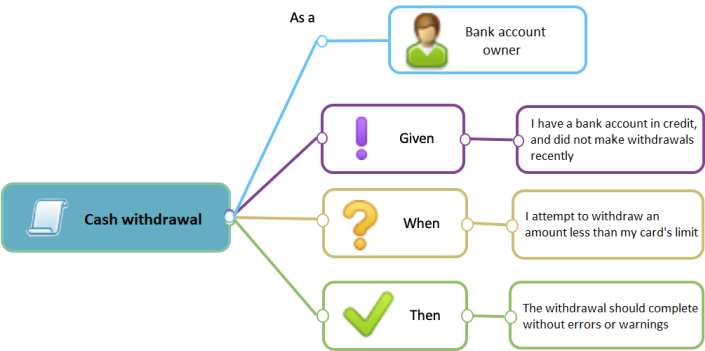 As a
Bank account
owner
Given
I have a bank account in credit,
and did not make withdrawals
recently
Cash withdrawal
When
I attempt to withdraw an
amount less than my card's limit
Then
The withdrawal should complete
without errors or warnings